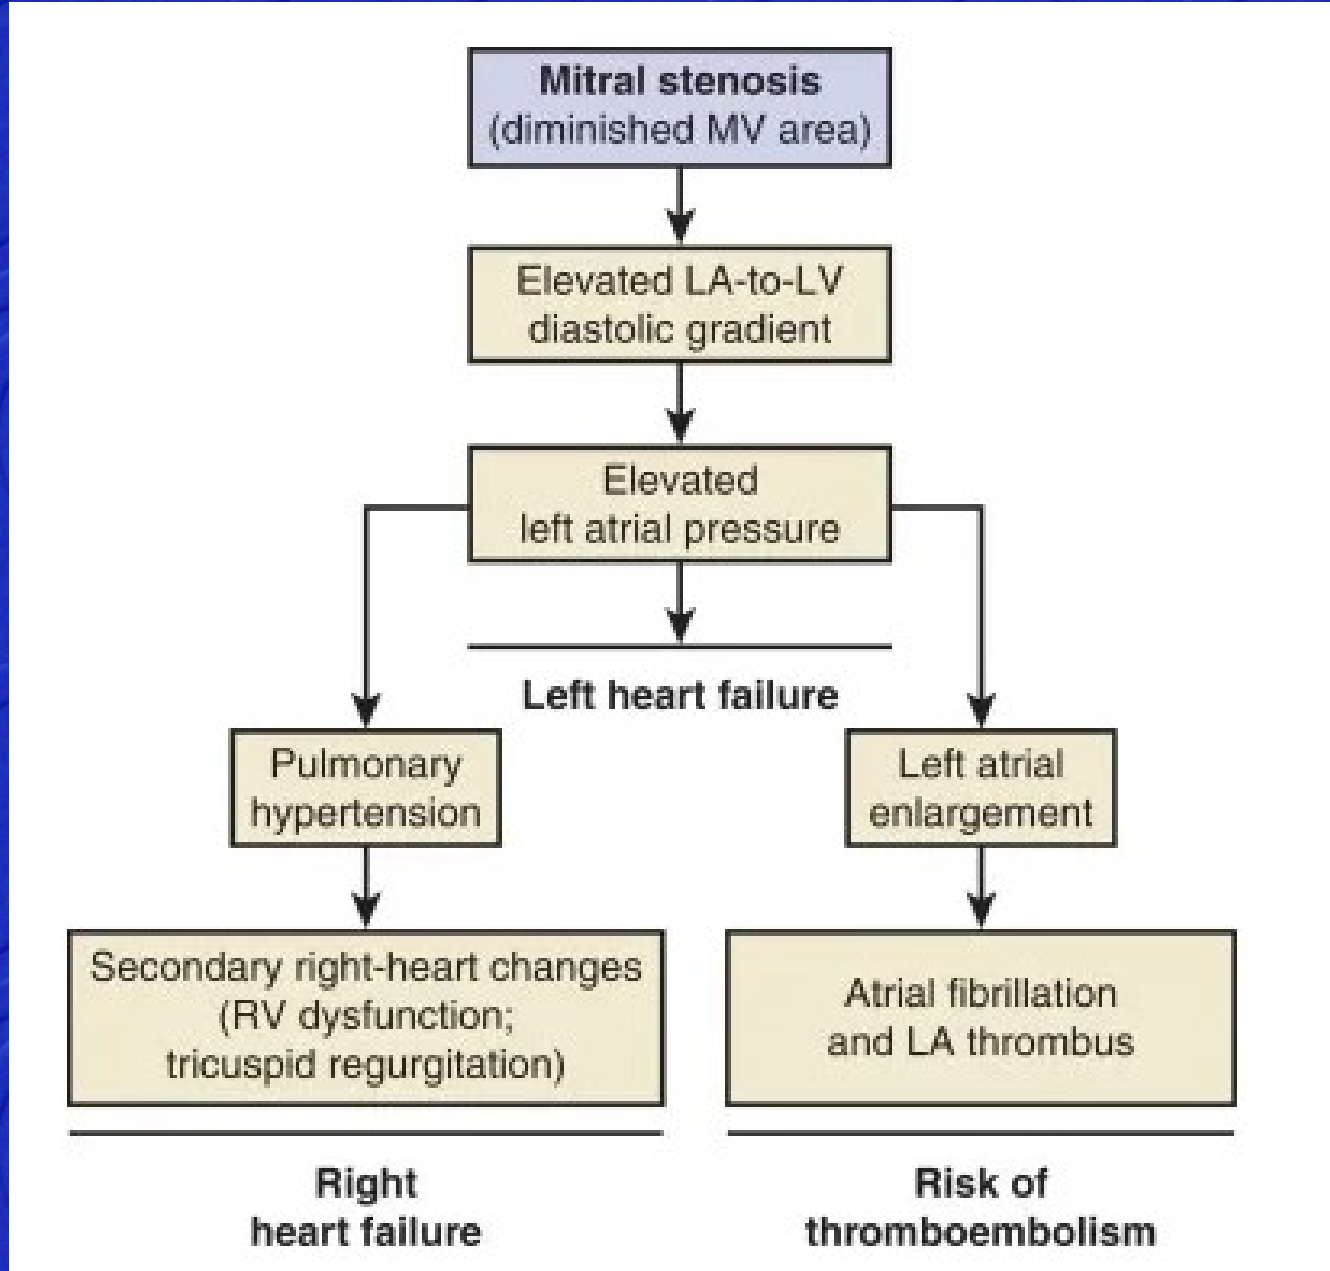 Mitral stenosis
(diminished MV area)
Elevated LA-to-LV
diastolic gradient
Elevated
left atrial pressure
Left heart failure
Pulmonary
hypertension
Left atrial
enlargement
Secondary right-heart changes
(RV dysfunction;
tricuspid regurgitation)
Atrial fibrillation
and LA thrombus
Right
heart failure
Risk of
thromboembolism